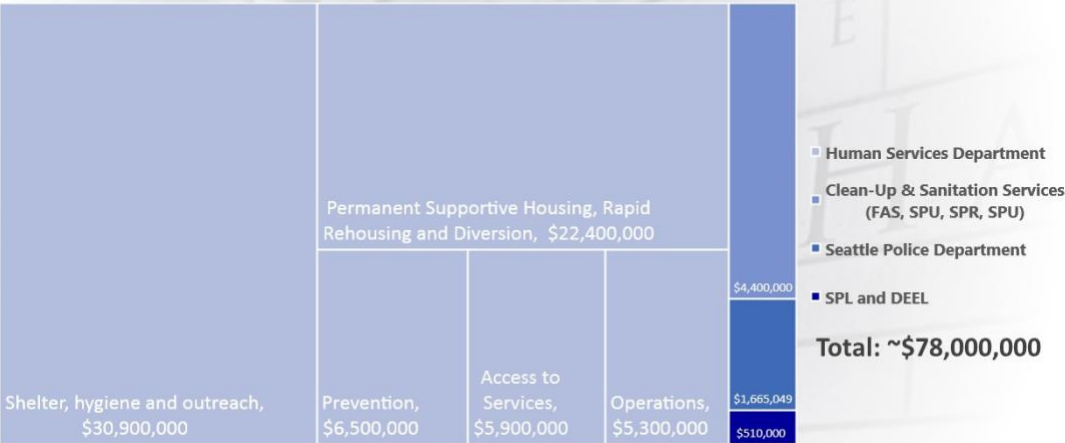 Permanent Supportive Housing, Rapid
Rehousing and Diversion, $22,400,000
Shelter, hygiene and outreach,
$30,900,000
Prevention,
$6,500,000
Access to
Services,
$5,900,000
Operations,
$5,300,000
$4,400,000
$1,665,049
$510,000
Human Services Department
Clean-Up & Sanitation Services
(FAS, SPU, SPR, SPU)
Seattle Police Department
SPL and DEEL
Total: ~$78,000,000
E
H A